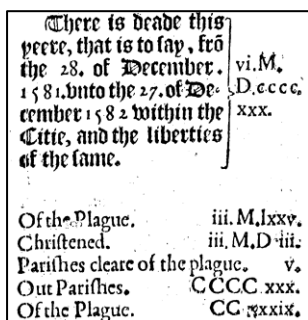 There is deade this
yeere, that is to say, frō
the 28. of December.
1581. vnto the 27. of De-
cember 1582 within the
Citie, and the liberties
of the same.
vi.M.
D.cccc.
xxx.
Of the Plague. iii.M.lxxv.
Christened. iii.M.D iii.
Parishes cleare of the plague. v.
Out Parishes. CCCC.xxx.
Of the Plague. CC xxxix.